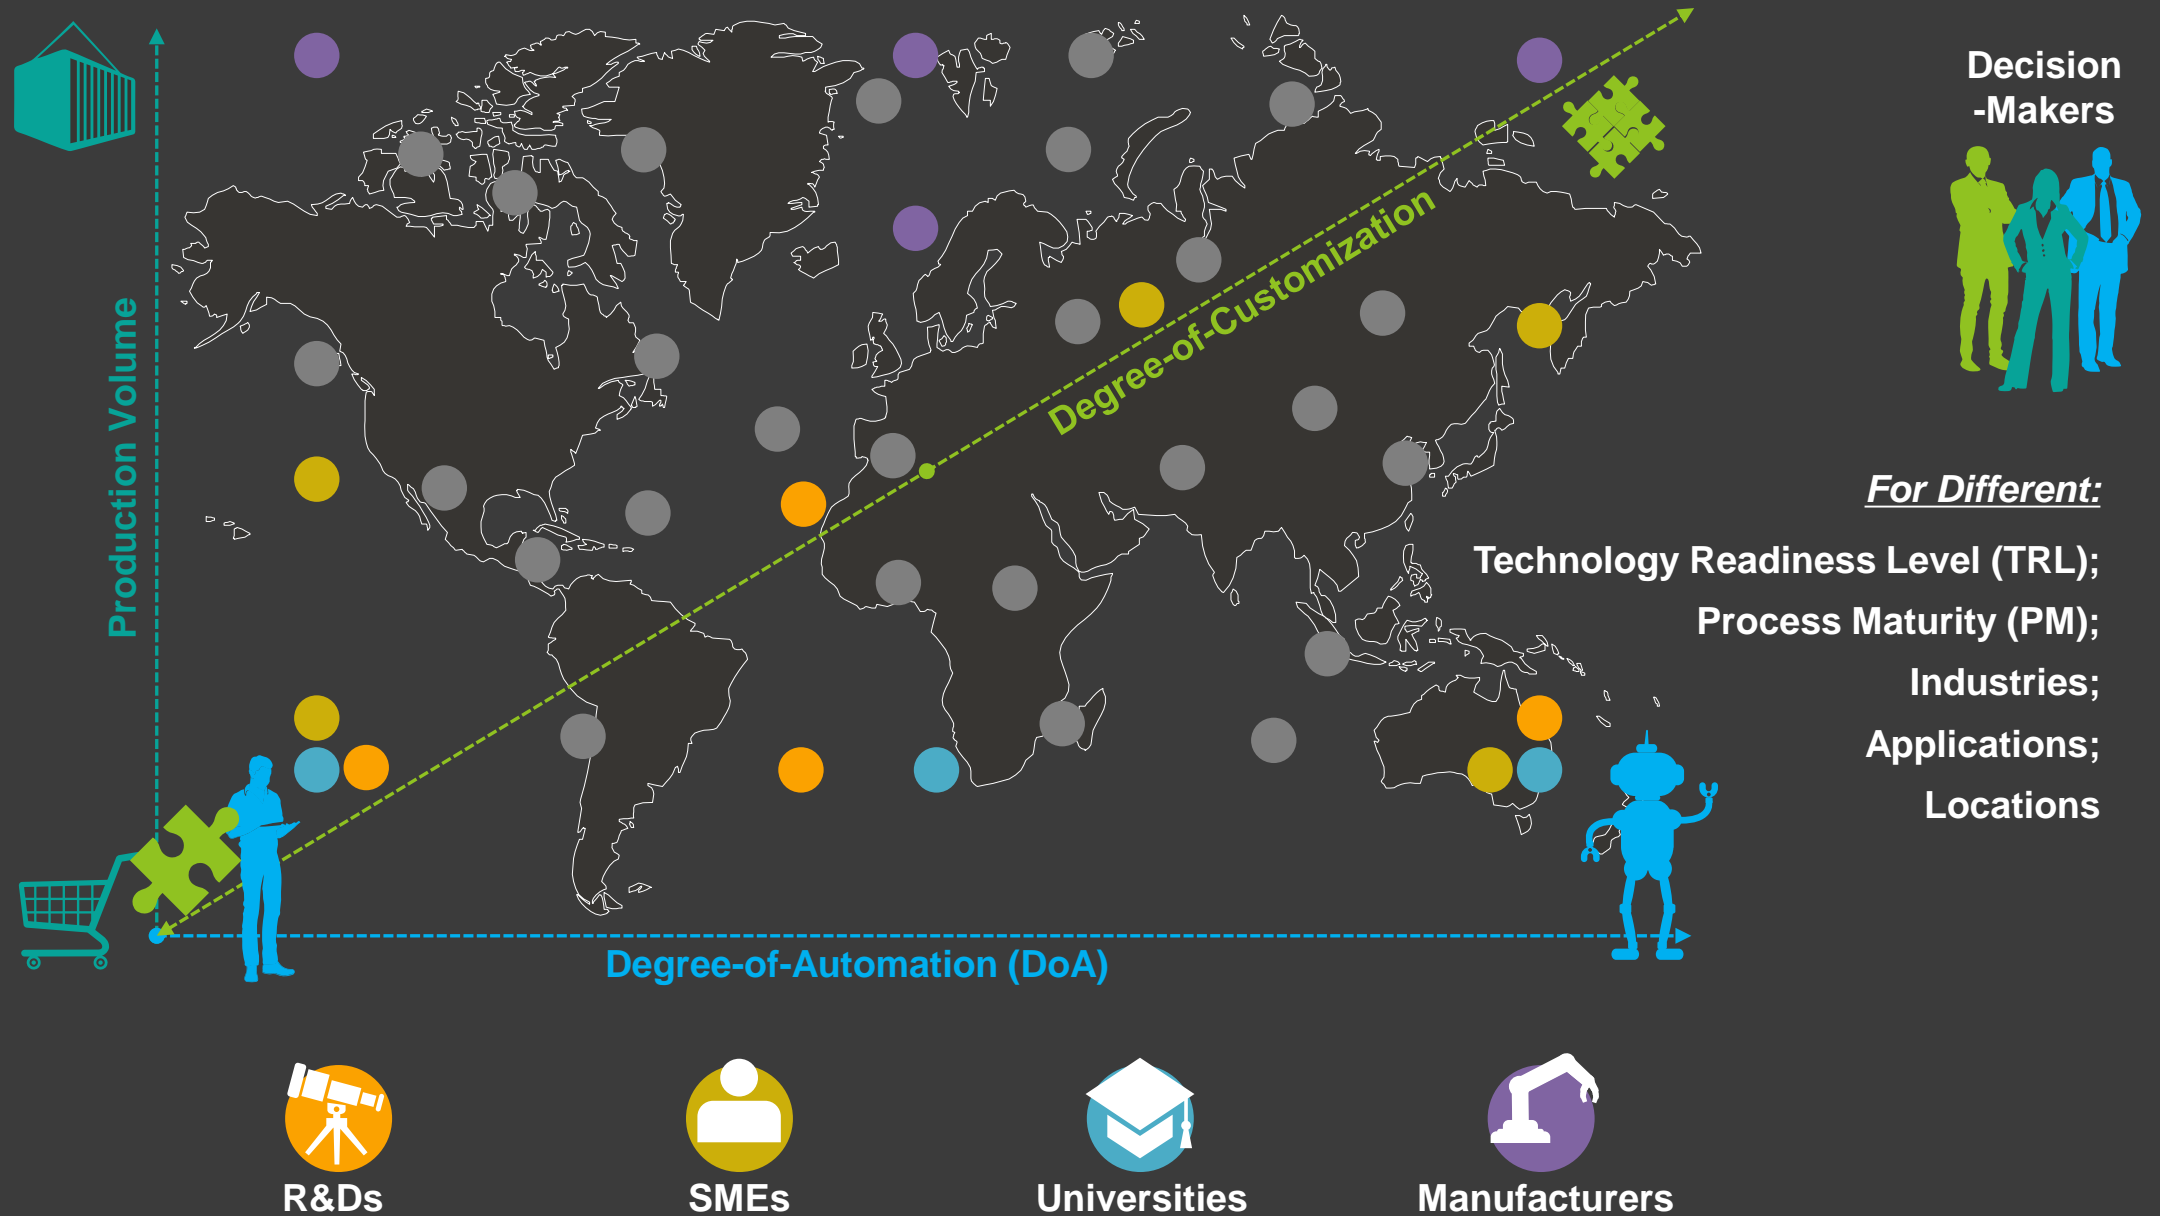 Decision
-Makers
Production Volume
Degree-of-Customization
For Different:
Technology Readiness Level (TRL);
Process Maturity (PM);
Industries;
Applications;
Locations
Degree-of-Automation (DoA)
R&Ds
SMEs
Universities
Manufacturers